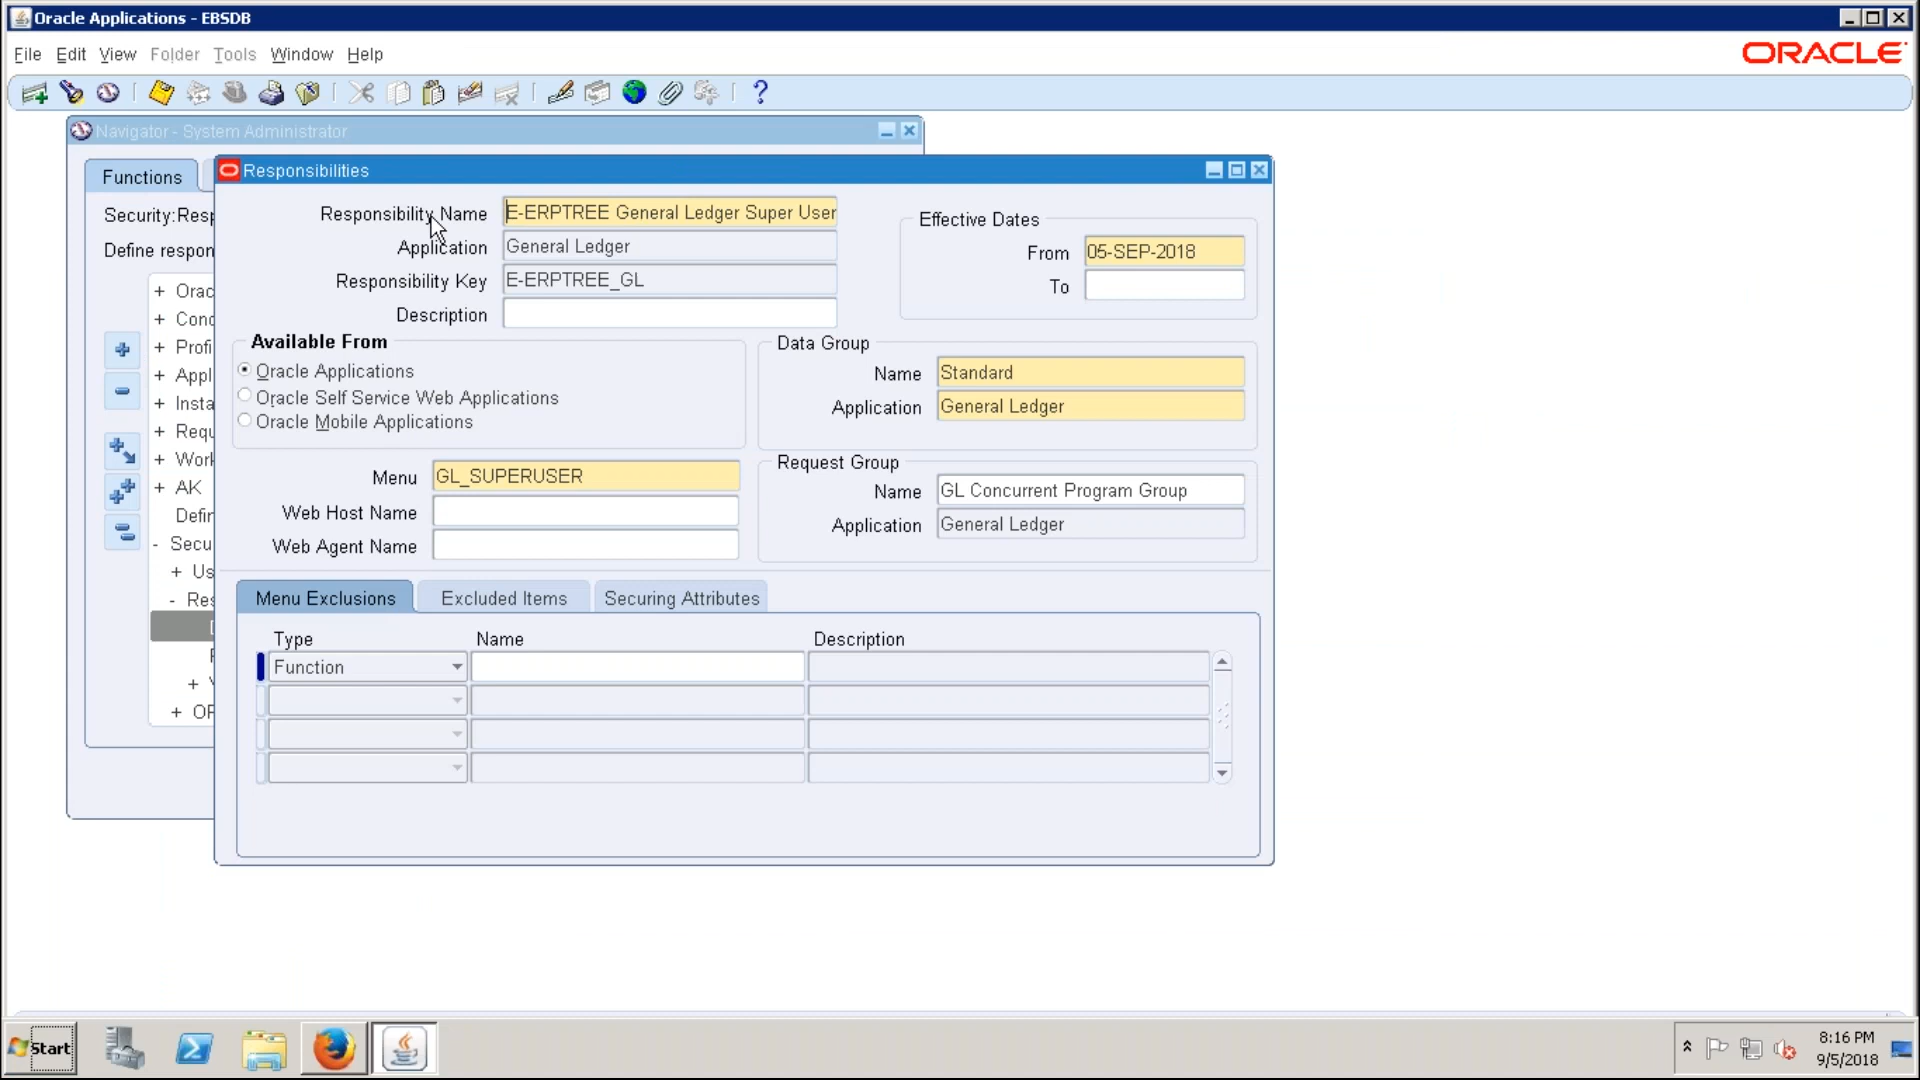 Oracle Applications - EBSDB
File Edit View Folder Tools Window Help
ORACLE
Navigator - System Administrator
Functions
Responsibilities
Security:Resp
Define respon
+ Orac
+ Conc
+ Profi
+ Appl
+ Insta
+ Requ
+ Work
+ AK
Defin
- Secu
+ Us
- Res
+ OF
Responsibility Name E-ERPTREE General Ledger Super User
Application General Ledger
Responsibility Key E-ERPTREE_GL
Description
Effective Dates
From 05-SEP-2018
To
Available From
Oracle Applications
Oracle Self Service Web Applications
Oracle Mobile Applications
Data Group
Name Standard
Application General Ledger
Menu GL_SUPERUSER
Web Host Name
Web Agent Name
Request Group
Name GL Concurrent Program Group
Application General Ledger
Menu Exclusions Excluded Items Securing Attributes
Type Name Description
Function
Start
8:16 PM
9/5/2018